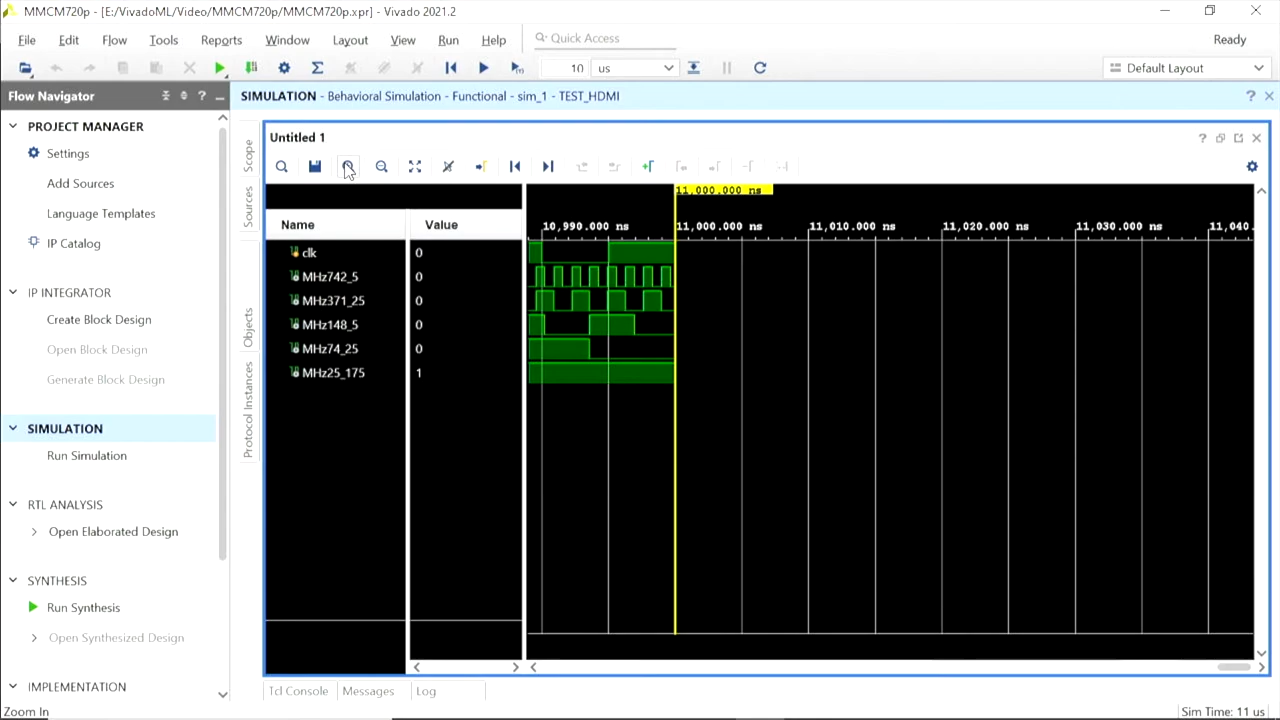 MMCM720p - [E:/VivadoML/Video/MMCM720p/MMCM720p.xpr] - Vivado 2021.2
File Edit Flow Tools Reports Window Layout View Run Help Quick Access Ready
10 us Default Layout
Flow Navigator
SIMULATION - Behavioral Simulation - Functional - sim_1 - TEST_HDMI
PROJECT MANAGER
Settings
Add Sources
Language Templates
IP Catalog
IP INTEGRATOR
Create Block Design
Open Block Design
Generate Block Design
SIMULATION
Run Simulation
RTL ANALYSIS
Open Elaborated Design
SYNTHESIS
Run Synthesis
Open Synthesized Design
IMPLEMENTATION
Scope
Sources
Objects
Protocol Instances
Untitled 1
11,000.000 ns
Name Value
10,990.000 ns 11,000.000 ns 11,010.000 ns 11,020.000 ns 11,030.000 ns 11,040.
clk 0
MHz742_5 0
MHz371_25 0
MHz148_5 0
MHz74_25 0
MHz25_175 1
Tcl Console Messages Log
Zoom In Sim Time: 11 us